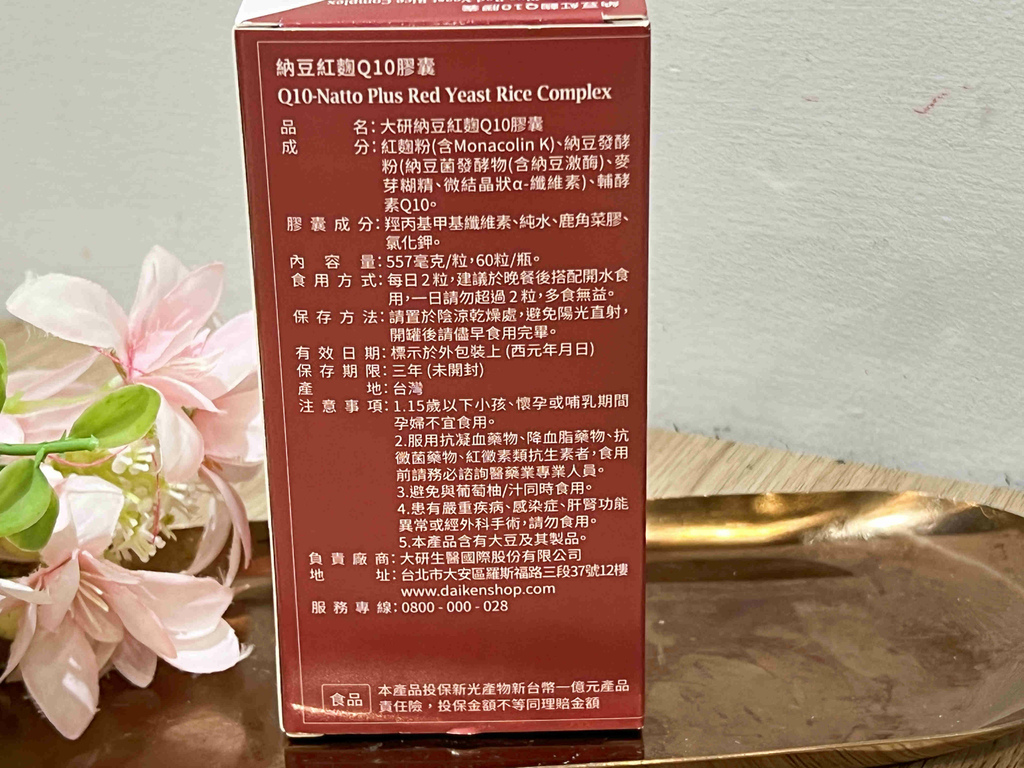 納豆紅麴Q10膠囊
納豆紅麴Q10膠囊
Q10-Natto Plus Red Yeast Rice Complex
品名：大研納豆紅麴Q10膠囊
成分：紅麴粉(含Monacolin K)、納豆發酵
粉(納豆菌發酵物(含納豆激酶)、麥
芽糊精、微結晶狀α-纖維素)、輔酵
素Q10。
膠囊成分：羥丙基甲基纖維素、純水、鹿角菜膠、
氯化鉀。
內容量：557毫克/粒，60粒/瓶。
食用方式：每日2粒，建議於晚餐後搭配開水食
用，一日請勿超過2粒，多食無益。
保存方法：請置於陰涼乾燥處，避免陽光直射，
開罐後請儘早食用完畢。
有效日期：標示於外包裝上 (西元年月日)
保存期限：三年 (未開封)
產地：台灣
注意事項：1.15歲以下小孩、懷孕或哺乳期間
孕婦不宜食用。
2.服用抗凝血藥物、降血脂藥物、抗
黴菌藥物、紅黴素類抗生素者，食用
前請務必諮詢醫藥業專業人員。
3.避免與葡萄柚/汁同時食用。
4.患有嚴重疾病、感染症、肝腎功能
異常或經外科手術，請勿食用。
5.本產品含有大豆及其製品。
負責廠商：大研生醫國際股份有限公司
地址：台北市大安區羅斯福路三段37號12樓
www.daikenshop.com
服務專線：0800 - 000 - 028
食品
本產品投保新光產物新台幣一億元產品
責任險，投保金額不等同理賠金額